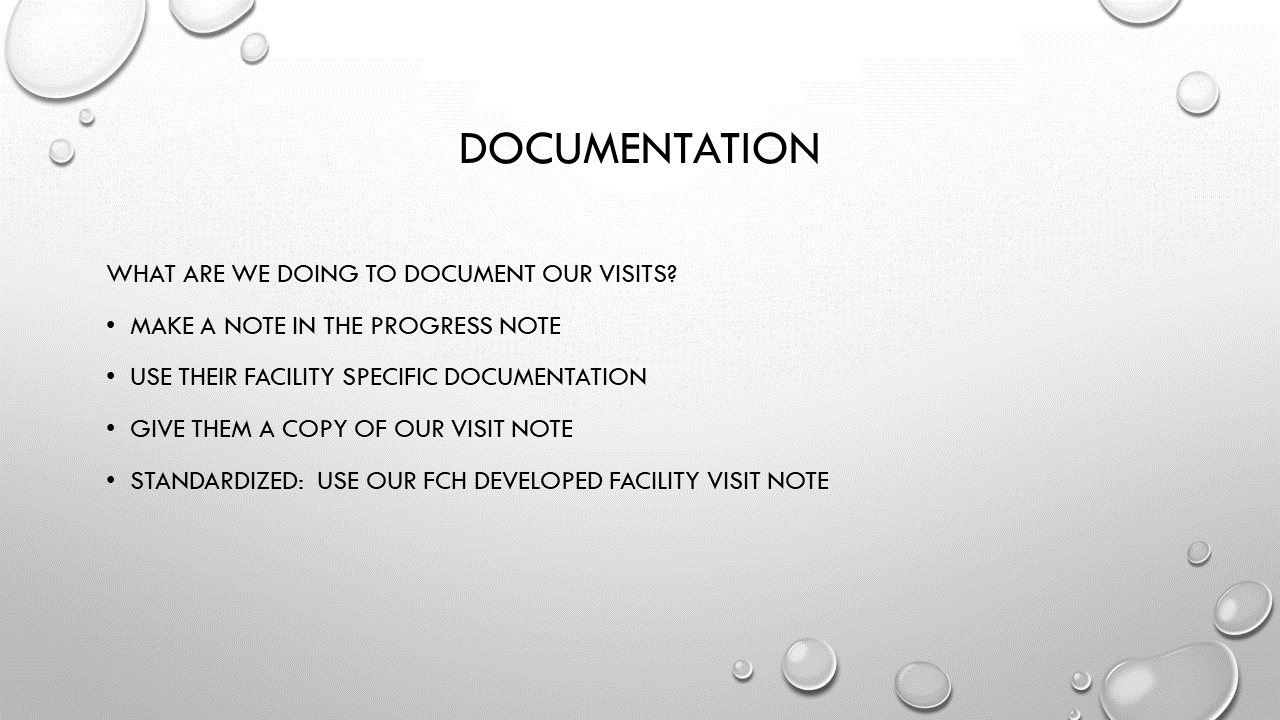 DOCUMENTATION
WHAT ARE WE DOING TO DOCUMENT OUR VISITS?
• MAKE A NOTE IN THE PROGRESS NOTE
• USE THEIR FACILITY SPECIFIC DOCUMENTATION
• GIVE THEM A COPY OF OUR VISIT NOTE
• STANDARDIZED:  USE OUR FCH DEVELOPED FACILITY VISIT NOTE